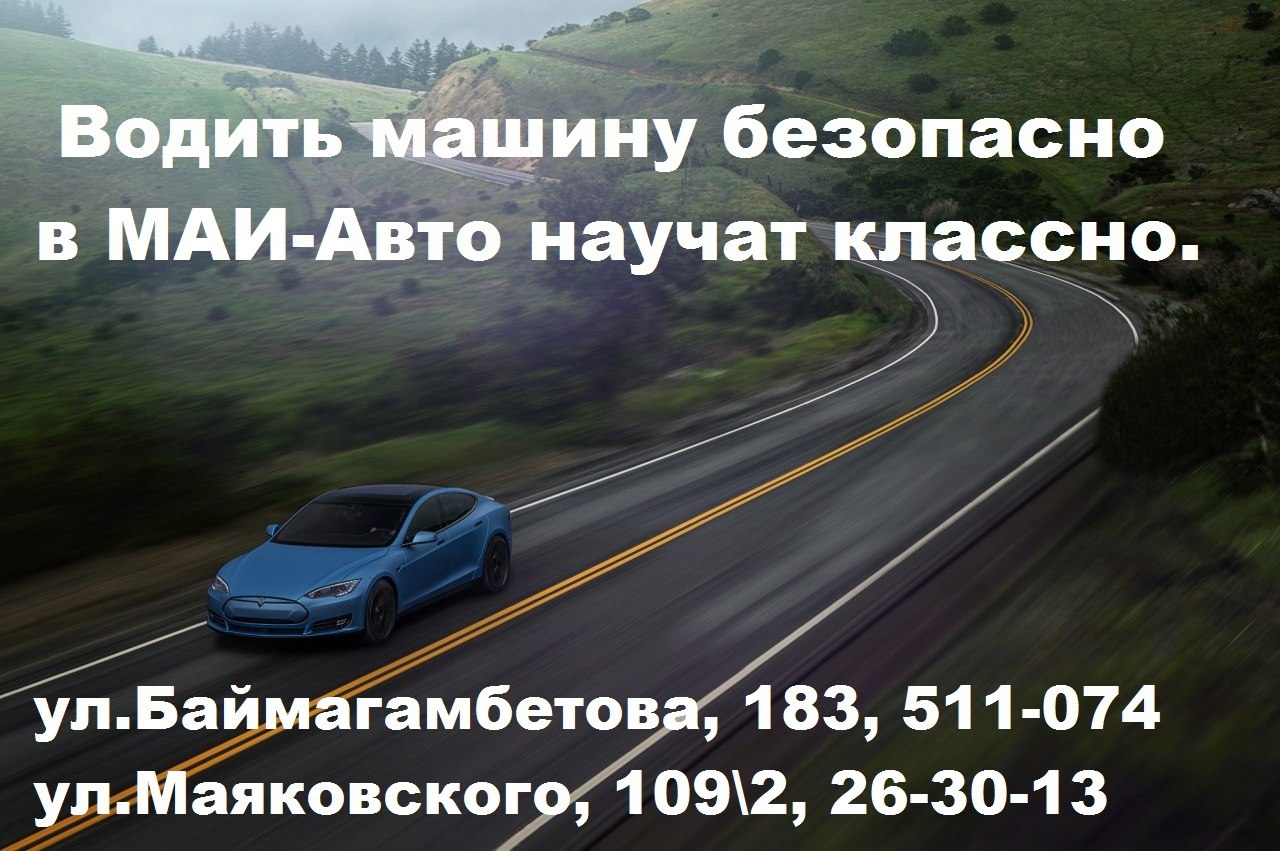 Водить машину безопасно
в МАИ-Авто научат классно.
ул.Баймагамбетова, 183, 511-074
ул.Маяковского, 109\2, 26-30-13